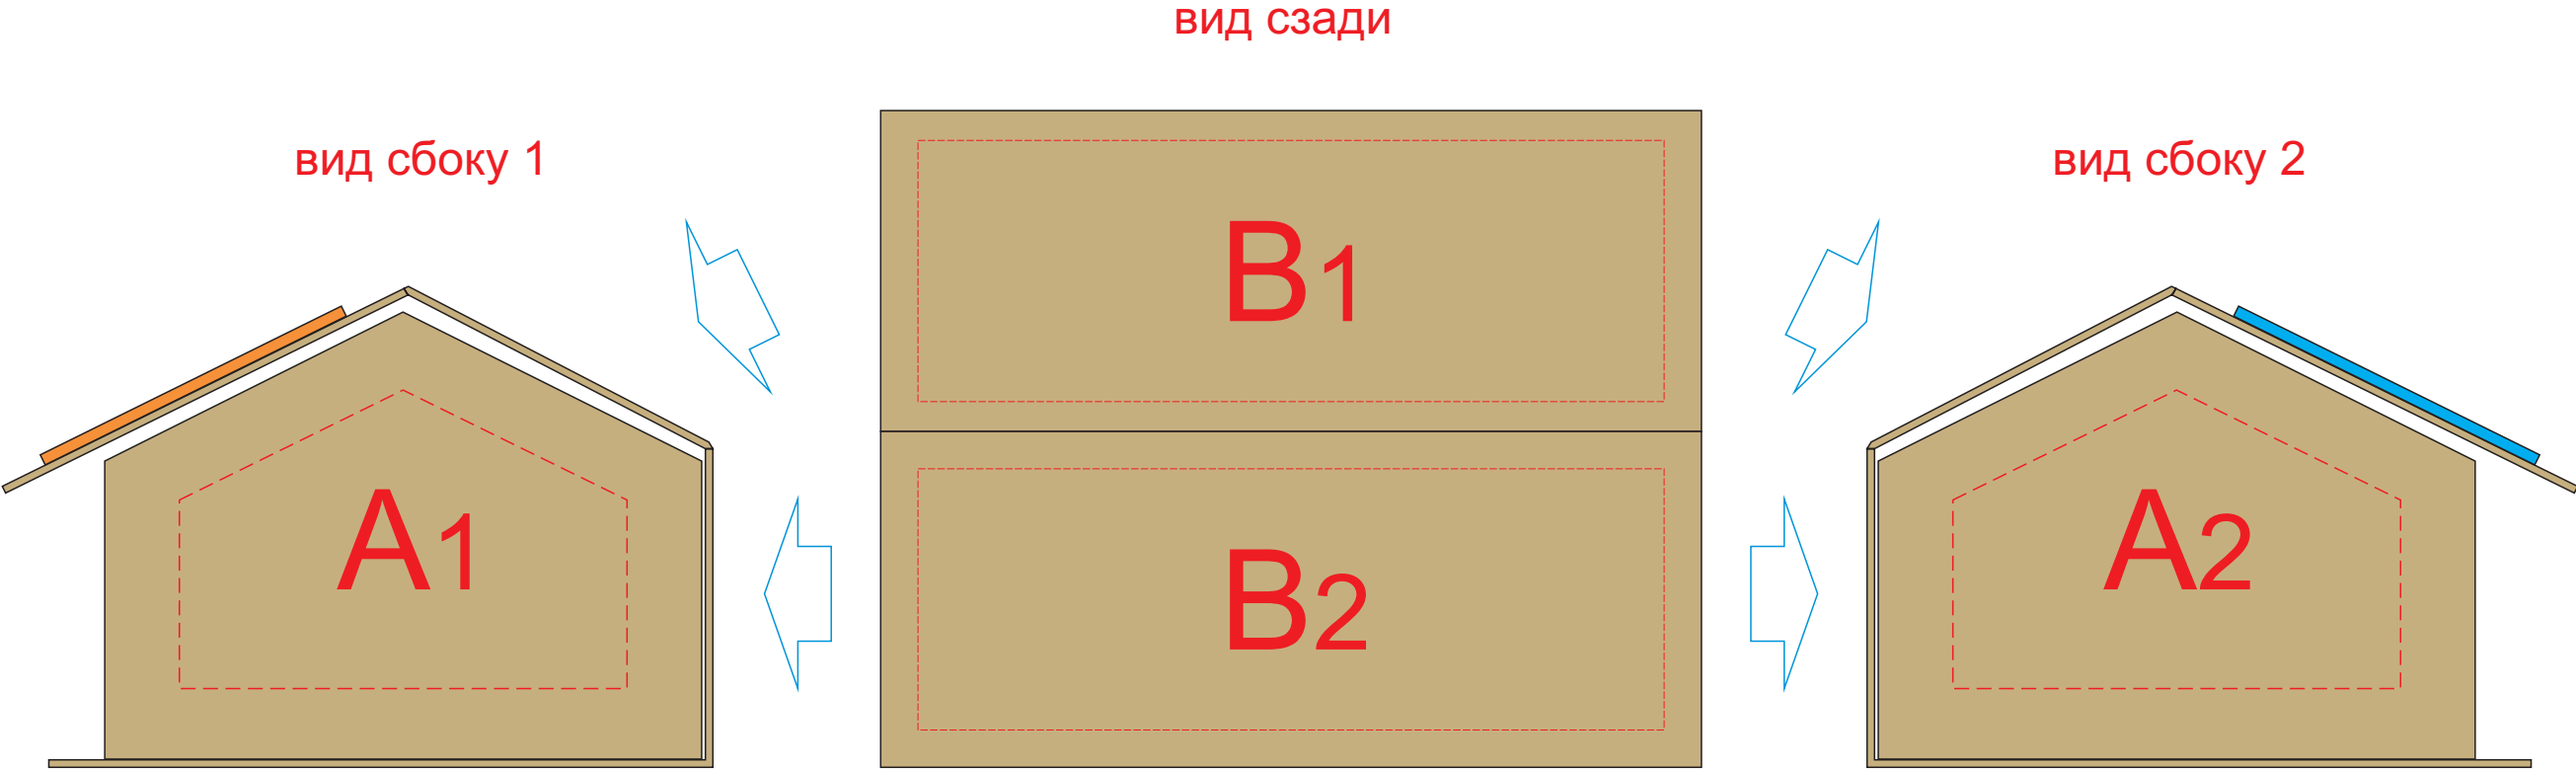 вид сзади
вид сбоку 1
вид сбоку 2
B1
A1
B2
A2